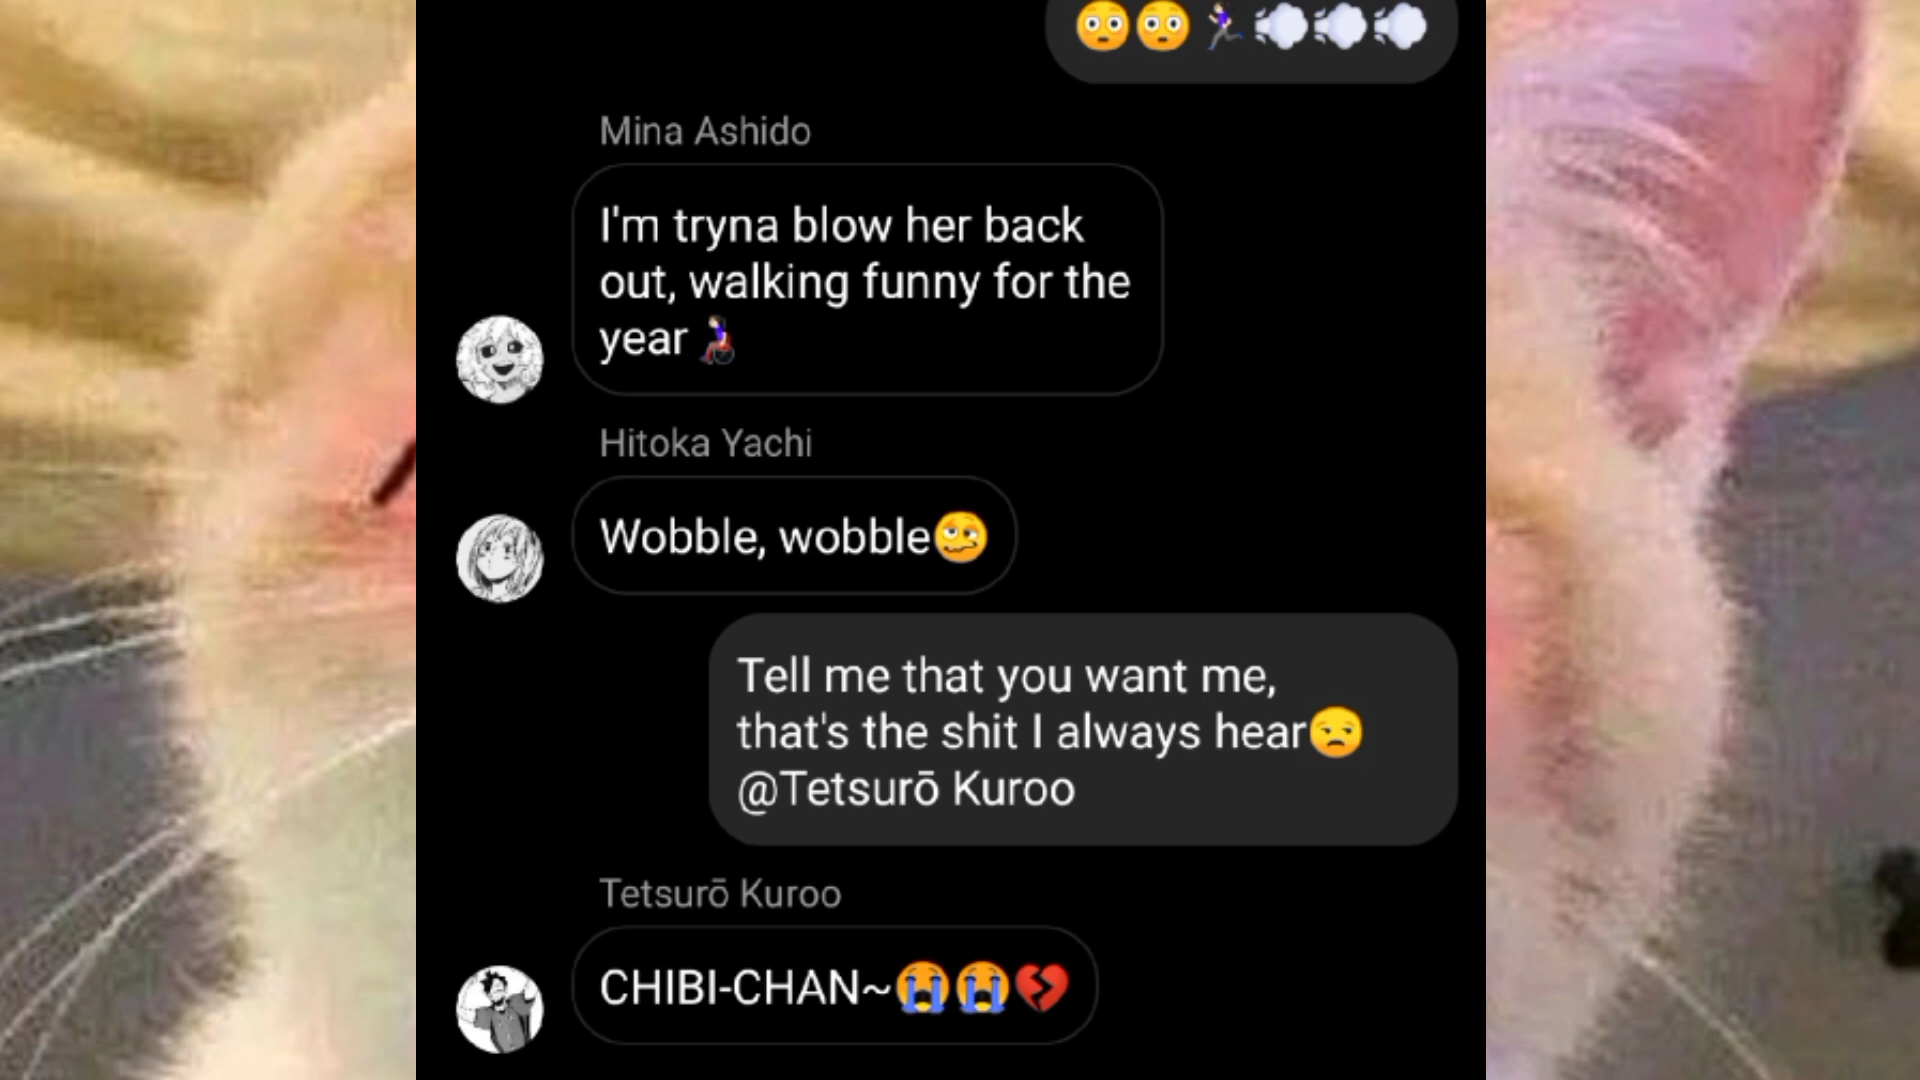 😳😳🏃🏻‍♀️💨💨💨
Mina Ashido
I'm tryna blow her back
out, walking funny for the
year👩🏻‍🦽
Hitoka Yachi
Wobble, wobble🥴
Tell me that you want me,
that's the shit I always hear😒
@Tetsurō Kuroo
Tetsurō Kuroo
CHIBI-CHAN~😭😭💔